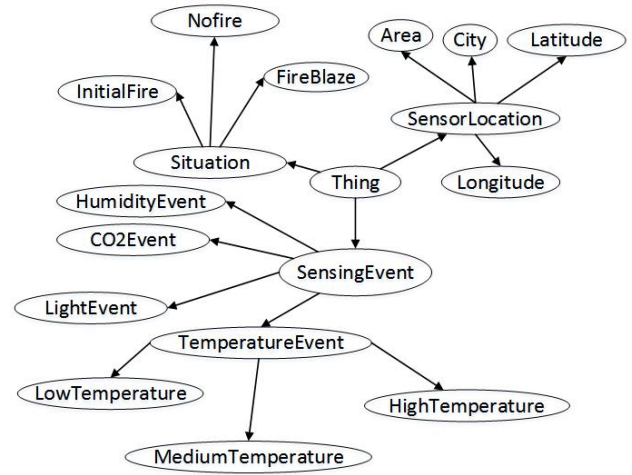 Nofire
Area
City
Latitude
FireBlaze
InitialFire
SensorLocation
Situation
Thing
Longitude
HumidityEvent
CO2Event
SensingEvent
LightEvent
TemperatureEvent
LowTemperature
HighTemperature
MediumTemperature